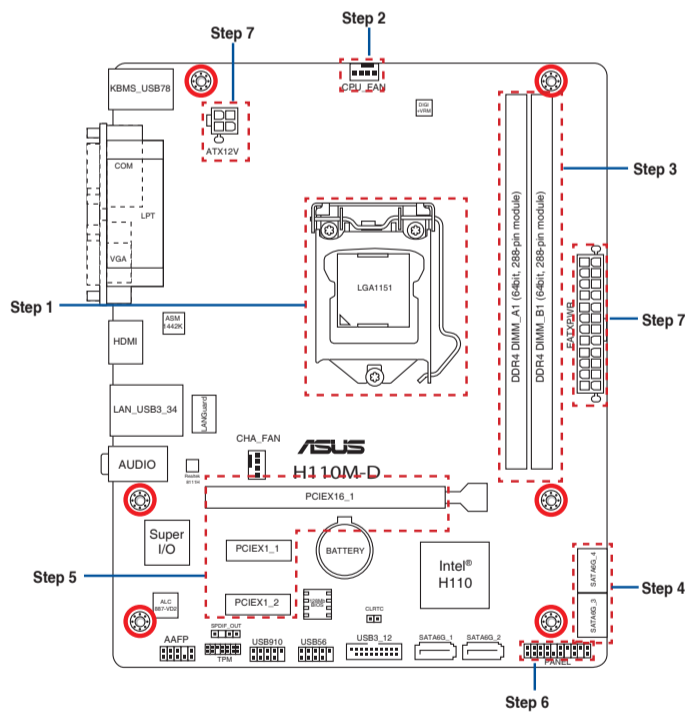 Step 2
Step 7
KBMS_USB78
CPU_FAN
DIGI
+VRM
ATX12V
Step 3
COM
LPT
VGA
DDR4 DIMM_A1 (64bit, 288-pin module)
DDR4 DIMM_B1 (64bit, 288-pin module)
LGA1151
EATXPWR
Step 1
Step 7
ASM
1442K
HDMI
LAN_USB3_34
LANGuard
CHA_FAN
ASUS
H110M-D
AUDIO
PCIEX16_1
Super
I/O
PCIEX1_1
BATTERY
Intel®
H110
SATA6G_4
Step 4
Step 5
ALC
887-VD2
PCIEX1_2
BIOS
SATA6G_3
CLRTC
SPDIF_OUT
AAFP
TPM
USB910
USB56
USB3_12
SATA6G_1
SATA6G_2
PANEL
Step 6